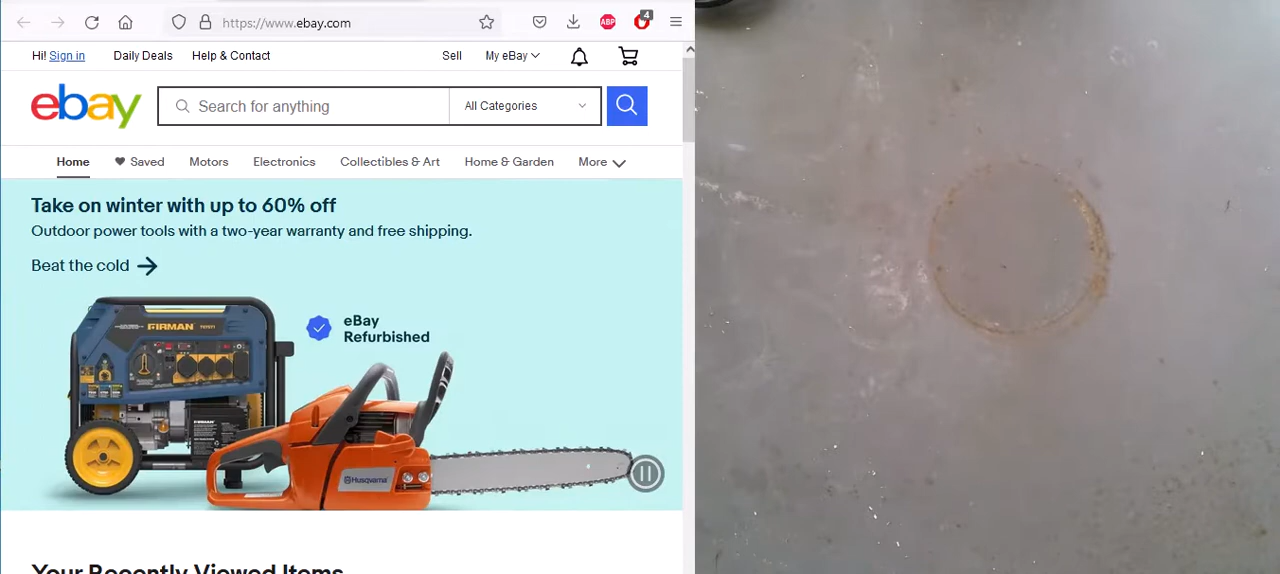 https://www.ebay.com
ABP
4
Hi! Sign in
Daily Deals
Help & Contact
Sell
My eBay
ebay
Search for anything
All Categories
Home
Saved
Motors
Electronics
Collectibles & Art
Home & Garden
More
Take on winter with up to 60% off
Outdoor power tools with a two-year warranty and free shipping.
Beat the cold
FIRMAN
eBay
Refurbished
FIRMAN
Husqvarna
Your Recently Viewed Items